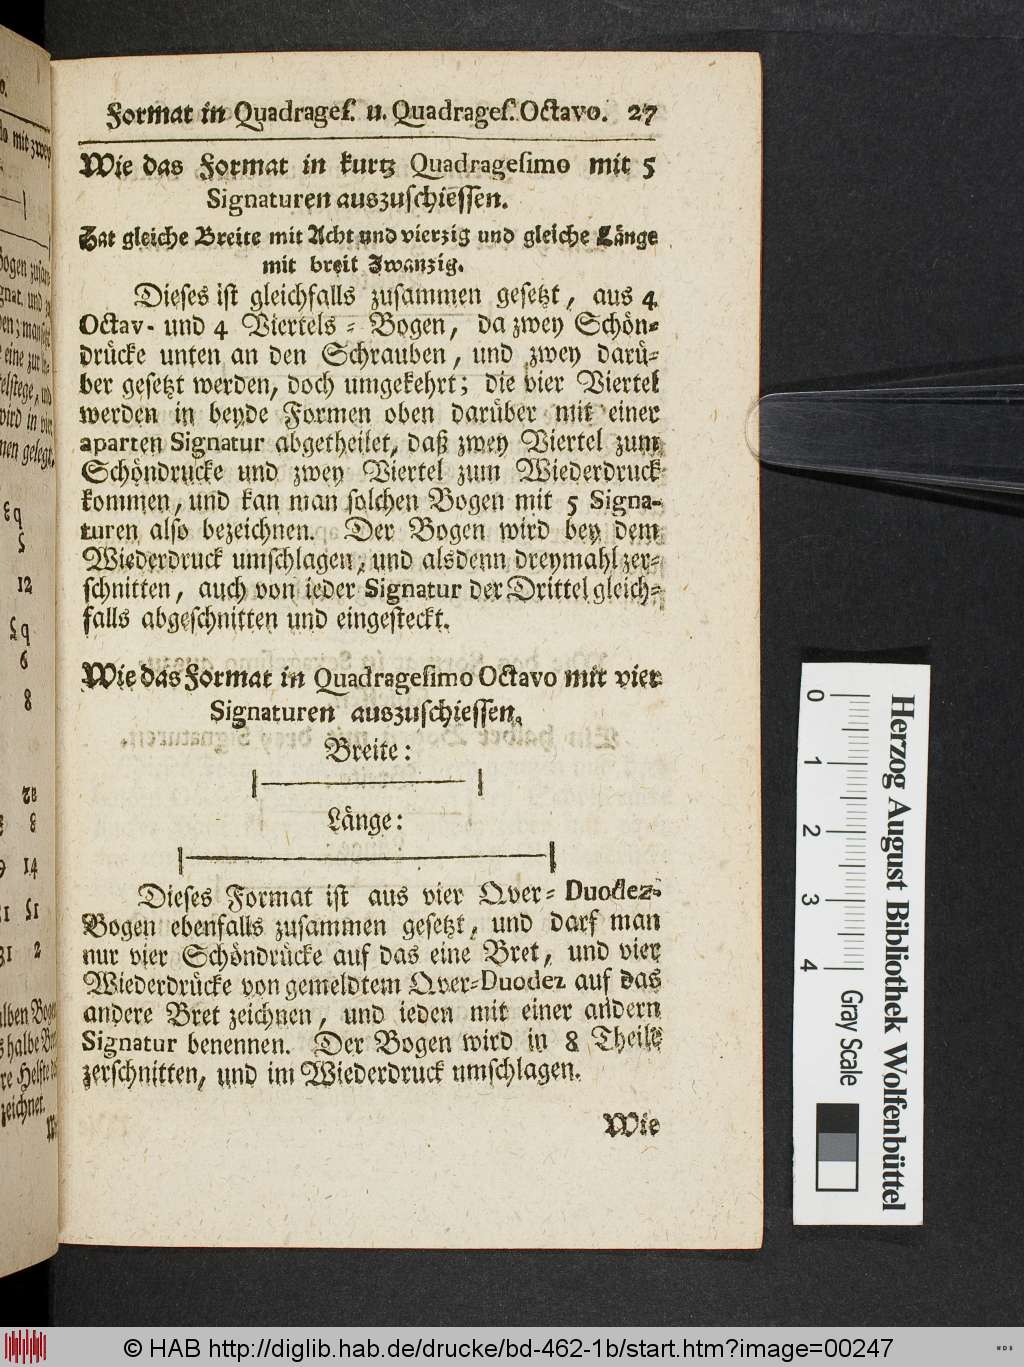 Format in Quadrageſ. u. Quadrageſ. Octavo. 27
Wie das Format in kurtz Quadrageſimo mit 5
Signaturen auszuſchieſſen.
Hat gleiche Breite mit Acht und vierzig und gleiche Länge
mit breit Zwanzig.
Dieſes iſt gleichfalls zuſammen geſetzt, aus 4
Octav- und 4 Viertels-Bogen, da zwey Schön-
drücke unten an den Schrauben, und zwey darü-
ber geſetzt werden, doch umgekehrt; die vier Viertel
werden in beyde Formen oben darüber mit einer
aparten Signatur abgetheilet, daß zwey Viertel zum
Schöndrucke und zwey Viertel zum Wiederdruck
kommen, und kan man ſolchen Bogen mit 5 Signa-
turen alſo bezeichnen. Der Bogen wird bey dem
Wiederdruck umſchlagen, und alsdenn dreymahl zer-
ſchnitten, auch von ieder Signatur der Drittel gleich-
falls abgeſchnitten und eingeſteckt.
Wie das Format in Quadrageſimo Octavo mit vier
Signaturen auszuſchieſſen.
Breite:
Länge:
Dieſes Format iſt aus vier Qver-Duodez-
Bogen ebenfalls zuſammen geſetzt, und darf man
nur vier Schöndrücke auf das eine Bret, und vier
Wiederdrücke von gemeldtem Qver-Duodez auf das
andere Bret zeichnen, und ieden mit einer andern
Signatur benennen. Der Bogen wird in 8 Theile
zerſchnitten, und im Wiederdruck umſchlagen.
Wie
0 1 2 3 4
Gray Scale
Herzog August Bibliothek Wolfenbüttel
© HAB http://diglib.hab.de/drucke/bd-462-1b/start.htm?image=00247